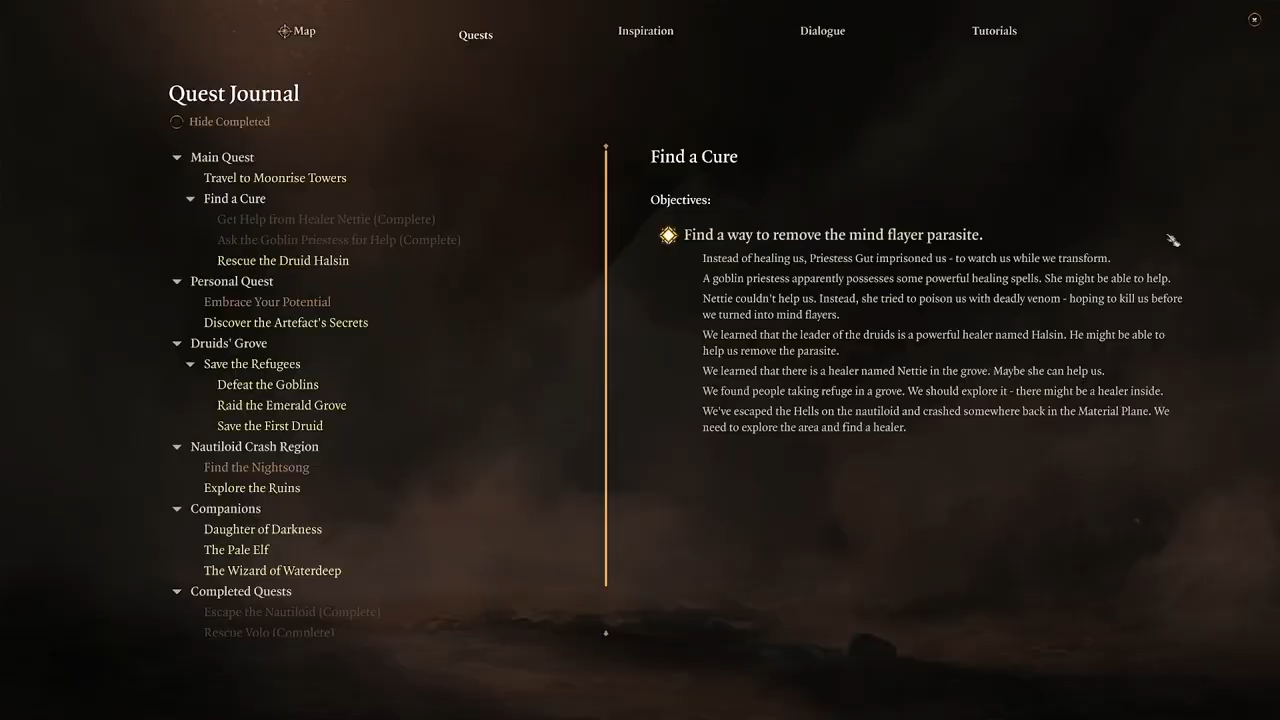 Map
Quests
Inspiration
Dialogue
Tutorials
Quest Journal
Hide Completed
Main Quest
Travel to Moonrise Towers
Find a Cure
Get Help from Healer Nettie (Complete)
Ask the Goblin Priestess for Help (Complete)
Rescue the Druid Halsin
Personal Quest
Embrace Your Potential
Discover the Artefact's Secrets
Druids' Grove
Save the Refugees
Defeat the Goblins
Raid the Emerald Grove
Save the First Druid
Nautiloid Crash Region
Find the Nightsong
Explore the Ruins
Companions
Daughter of Darkness
The Pale Elf
The Wizard of Waterdeep
Completed Quests
Escape the Nautiloid (Complete)
Rescue Volo (Complete)
Find a Cure
Objectives:
Find a way to remove the mind flayer parasite.
Instead of healing us, Priestess Gut imprisoned us - to watch us while we transform.
A goblin priestess apparently possesses some powerful healing spells. She might be able to help.
Nettie couldn't help us. Instead, she tried to poison us with deadly venom - hoping to kill us before
we turned into mind flayers.
We learned that the leader of the druids is a powerful healer named Halsin. He might be able to
help us remove the parasite.
We learned that there is a healer named Nettie in the grove. Maybe she can help us.
We found people taking refuge in a grove. We should explore it - there might be a healer inside.
We've escaped the Hells on the nautiloid and crashed somewhere back in the Material Plane. We
need to explore the area and find a healer.